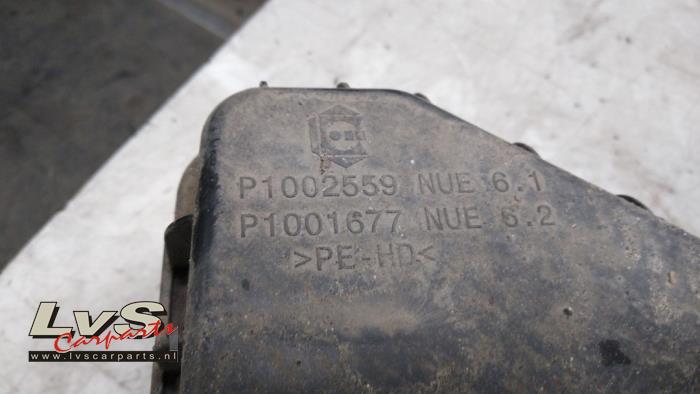 P1002559 NUE 6.1
P1001677 NUE 6.2
>PE-HD<
LvS
Carparts
www.lvscarparts.nl